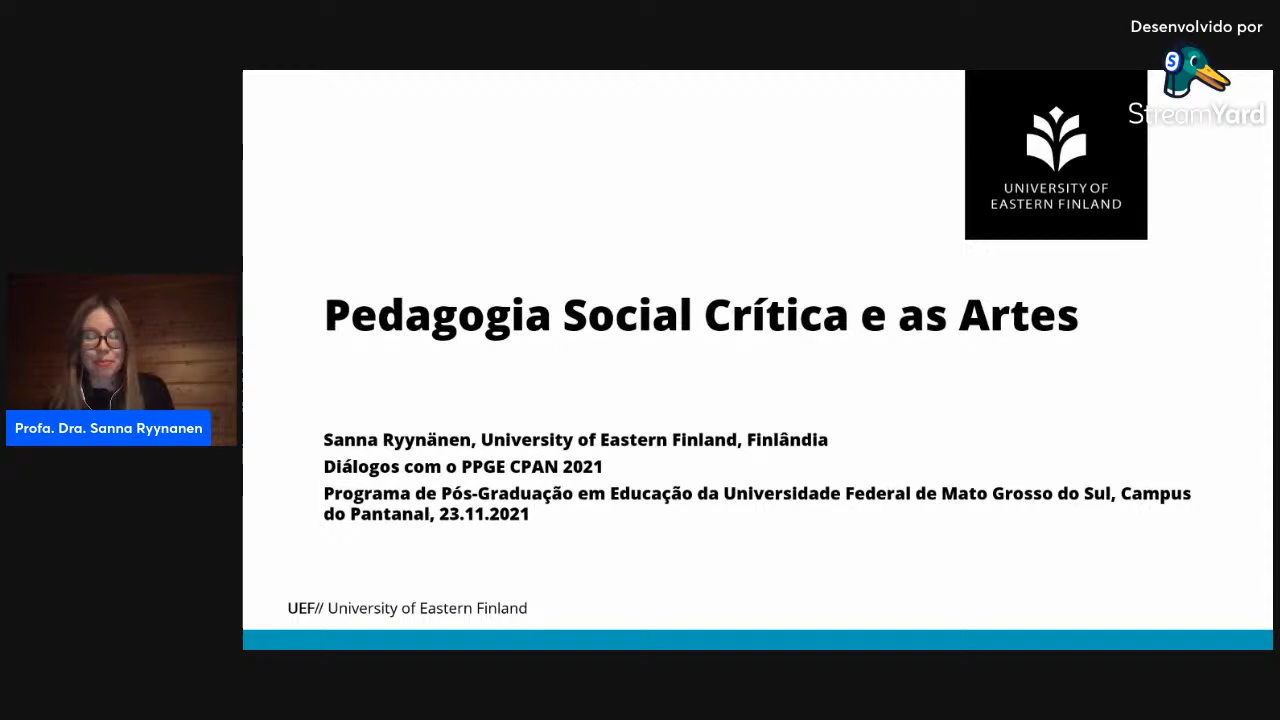 Desenvolvido por
S
StreamYard
UNIVERSITY OF
EASTERN FINLAND
Pedagogia Social Crítica e as Artes
Profa. Dra. Sanna Ryynanen
Sanna Ryynänen, University of Eastern Finland, Finlândia
Diálogos com o PPGE CPAN 2021
Programa de Pós-Graduação em Educação da Universidade Federal de Mato Grosso do Sul, Campus
do Pantanal, 23.11.2021
UEF// University of Eastern Finland